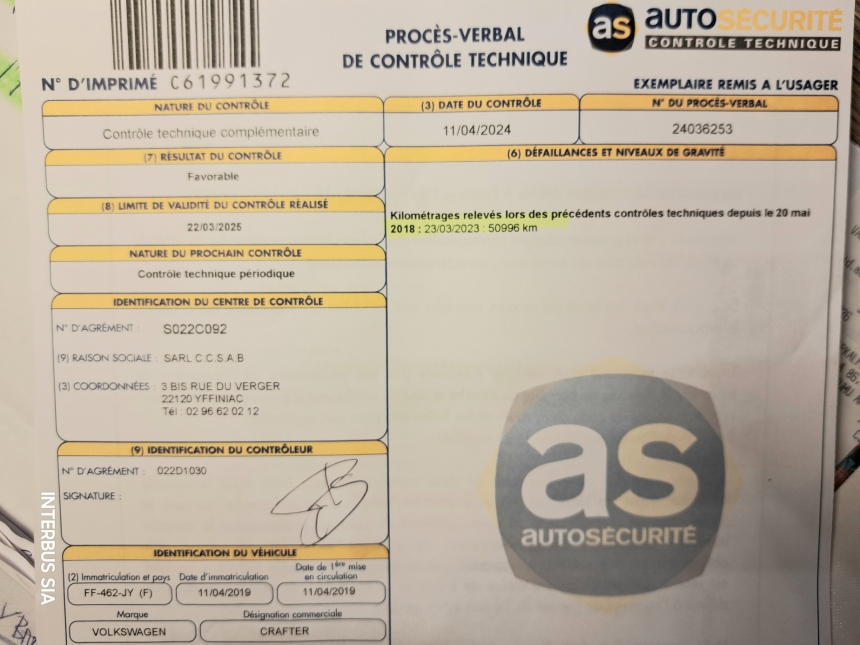 PROCÈS-VERBAL
DE CONTRÔLE TECHNIQUE
as AUTOSÉCURITÉ
CONTROLE TECHNIQUE
N° D'IMPRIMÉ C61991372
EXEMPLAIRE REMIS A L'USAGER
NATURE DU CONTRÔLE
Contrôle technique complémentaire
(3) DATE DU CONTRÔLE
11/04/2024
N° DU PROCÈS-VERBAL
24036253
(7) RÉSULTAT DU CONTRÔLE
Favorable
(6) DÉFAILLANCES ET NIVEAUX DE GRAVITÉ
(8) LIMITE DE VALIDITÉ DU CONTRÔLE RÉALISÉ
22/03/2025
Kilométrages relevés lors des précédents contrôles techniques depuis le 20 mai
2018 : 23/03/2023 : 50996 km
NATURE DU PROCHAIN CONTRÔLE
Contrôle technique périodique
IDENTIFICATION DU CENTRE DE CONTRÔLE
N° D'AGRÉMENT : S022C092
(9) RAISON SOCIALE : SARL C.C.S.A.B
(3) COORDONNÉES : 3 BIS RUE DU VERGER
22120 YFFINIAC
Tél : 02 96 62 02 12
(9) IDENTIFICATION DU CONTRÔLEUR
N° D'AGRÉMENT : 022D1030
SIGNATURE :
as
AUTOSÉCURITÉ
IDENTIFICATION DU VÉHICULE
(2) Immatriculation et pays
FF-462-JY (F)
Date d'immatriculation
11/04/2019
Date de 1ère mise
en circulation
11/04/2019
Marque
VOLKSWAGEN
Désignation commerciale
CRAFTER
INTERBUS SIA